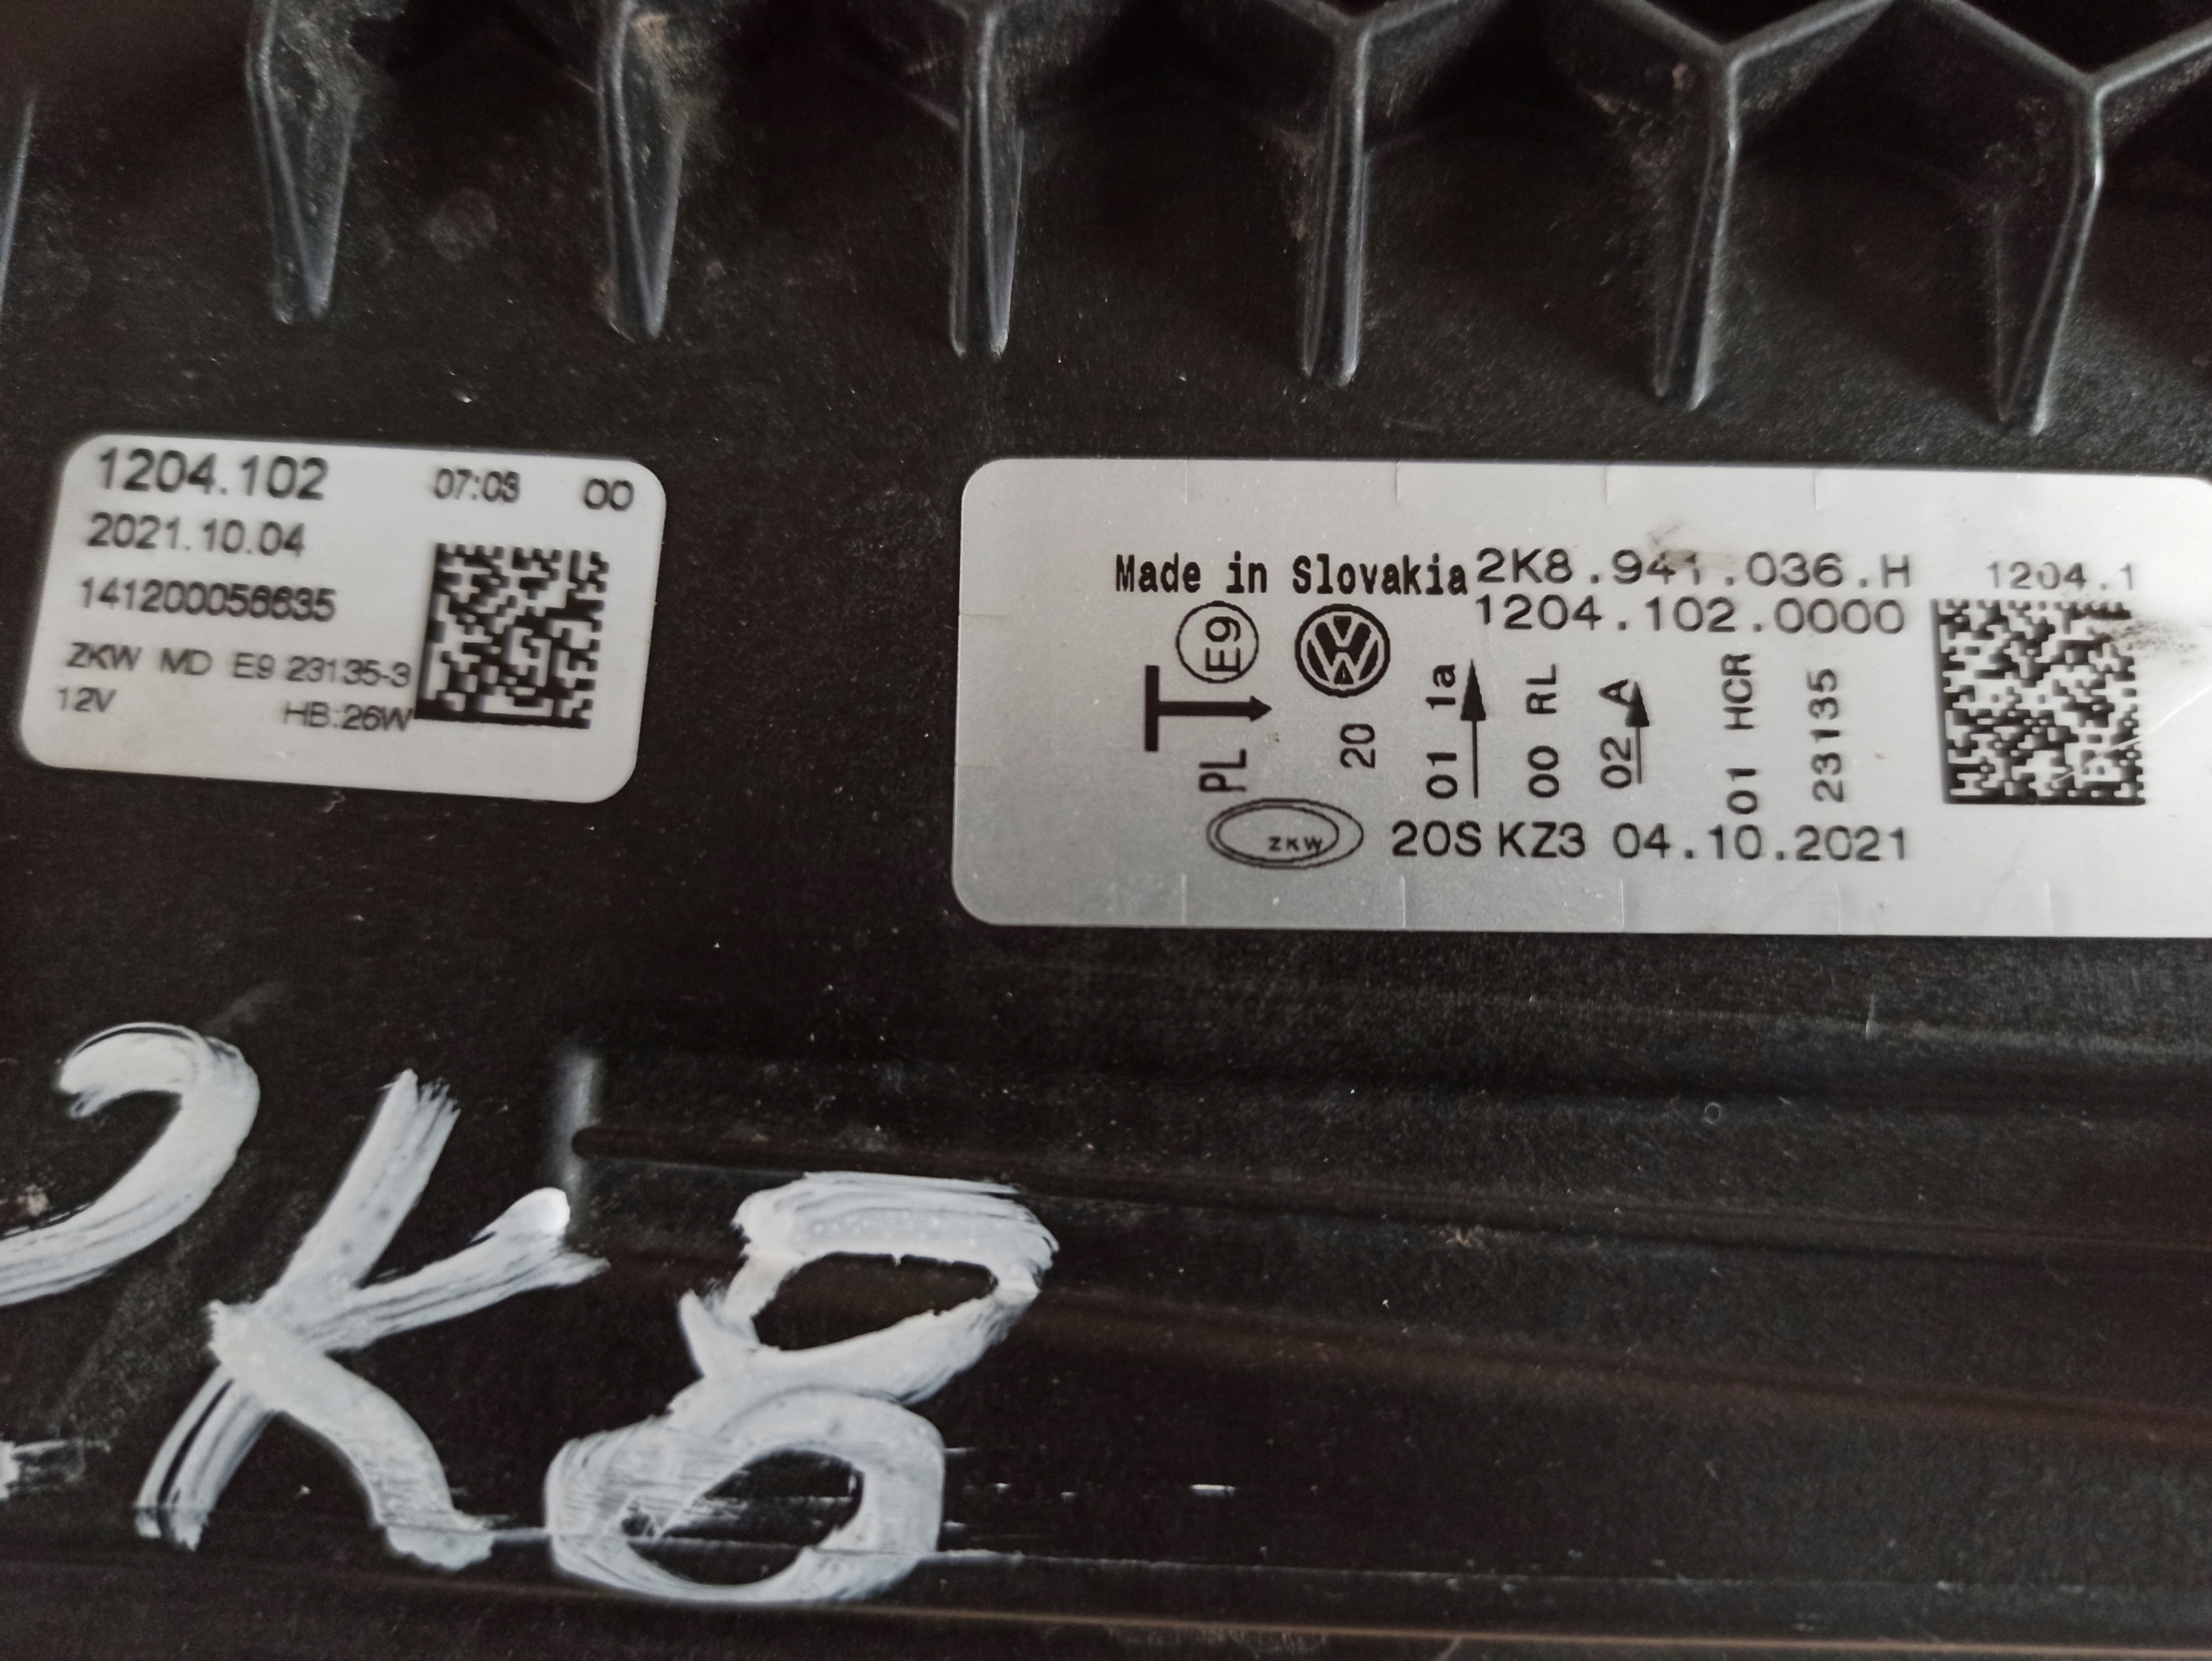 1204.102 07:03 00
2021.10.04
141200056635
ZKW MD E9 23135-3
12V HB:26W
Made in Slovakia 2K8.941.036.H 1204.1
1204.102.0000
E9
PL
20
01 1a
00 RL
02 A
01 HCR
23135
ZKW 20S KZ3 04.10.2021
2K8